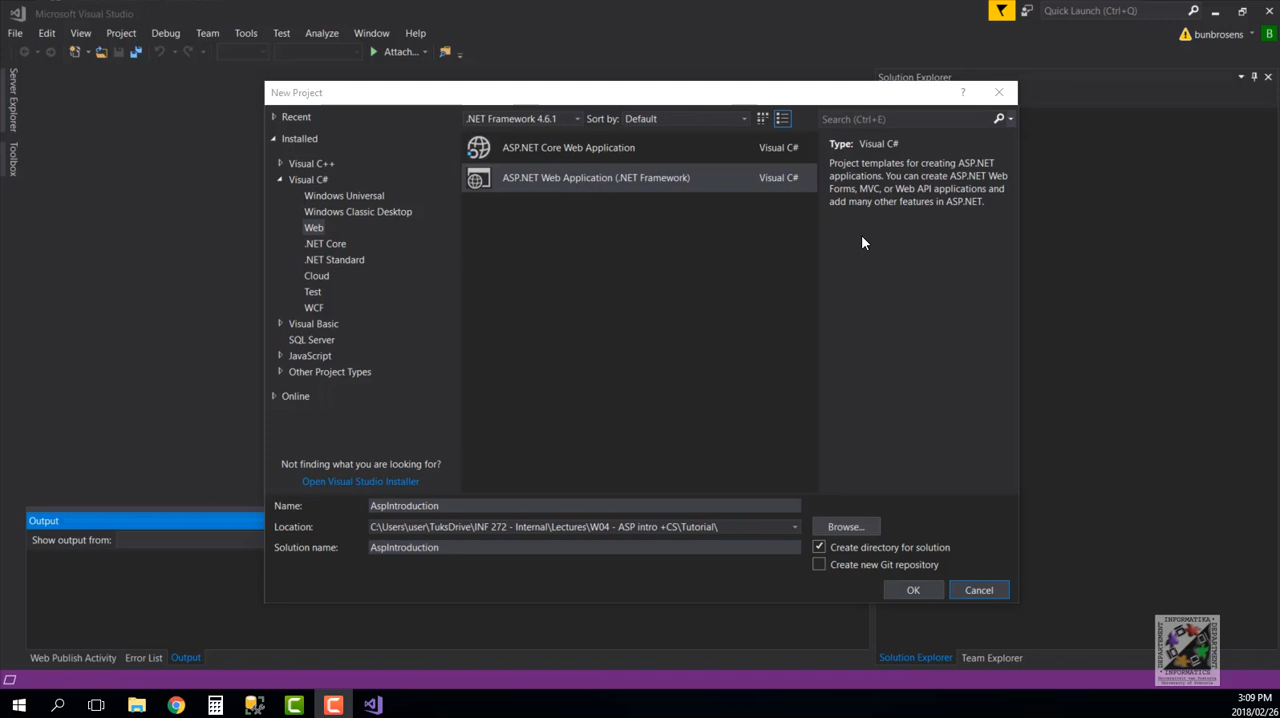 Microsoft Visual Studio
Quick Launch (Ctrl+Q)
File Edit View Project Debug Team Tools Test Analyze Window Help
bunbrosens B
Attach...
Server Explorer
Toolbox
Solution Explorer
New Project
?
Recent
.NET Framework 4.6.1
Sort by: Default
Search (Ctrl+E)
Installed
Visual C++
Visual C#
Windows Universal
Windows Classic Desktop
Web
.NET Core
.NET Standard
Cloud
Test
WCF
Visual Basic
SQL Server
JavaScript
Other Project Types
Online
ASP.NET Core Web Application Visual C#
ASP.NET Web Application (.NET Framework) Visual C#
Type: Visual C#
Project templates for creating ASP.NET
applications. You can create ASP.NET Web
Forms, MVC, or Web API applications and
add many other features in ASP.NET.
Not finding what you are looking for?
Open Visual Studio Installer
Name: AspIntroduction
Location: C:\Users\user\TuksDrive\INF 272 - Internal\Lectures\W04 - ASP intro +CS\Tutorial\
Browse...
Solution name: AspIntroduction
Create directory for solution
Create new Git repository
OK Cancel
Output
Show output from:
Web Publish Activity Error List Output
Solution Explorer Team Explorer
INFORMATIKA
DEPARTEMENT
DEPARTMENT
INFORMATICS
3:09 PM
2018/02/26